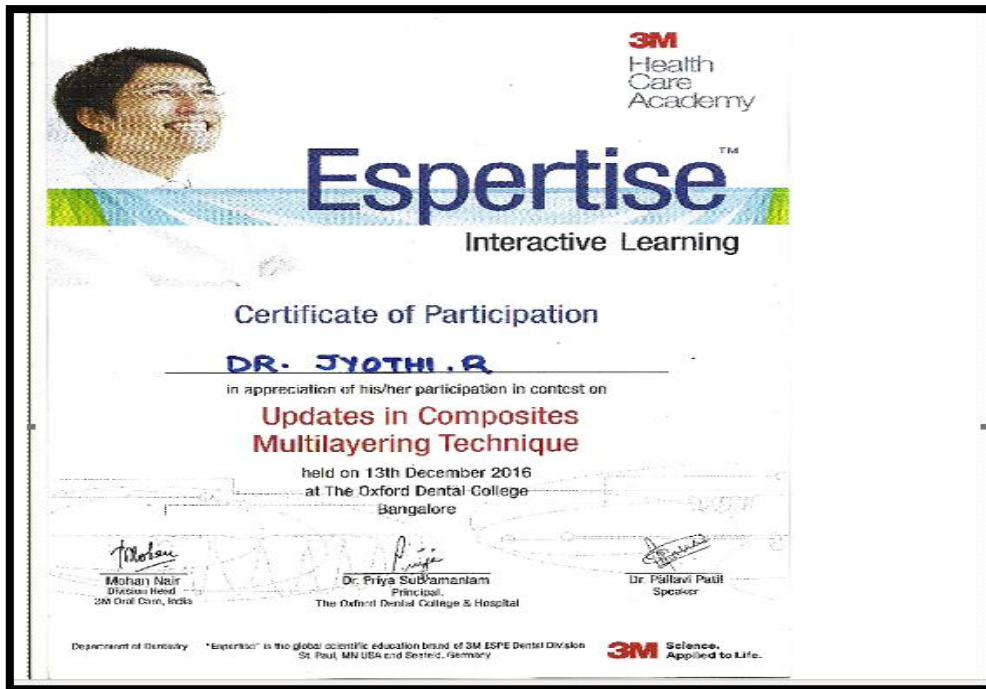 3M
Health
Care
Academy
Espertise™
Interactive Learning
Certificate of Participation
DR. JYOTHI.R
in appreciation of his/her participation in contest on
Updates in Composites
Multilayering Technique
held on 13th December 2016
at The Oxford Dental College
Bangalore
Mohan Nair
Division Head
3M Oral Care, India
Dr. Priya Subramaniam
Principal.
The Oxford Dental College & Hospital
Dr. Pallavi Patil
Speaker
Department of Dentistry
"Espertise" is the global scientific education brand of 3M ESPE Dental Division
St. Paul, MN USA and Seefeld, Germany
3M Science.
Applied to Life.